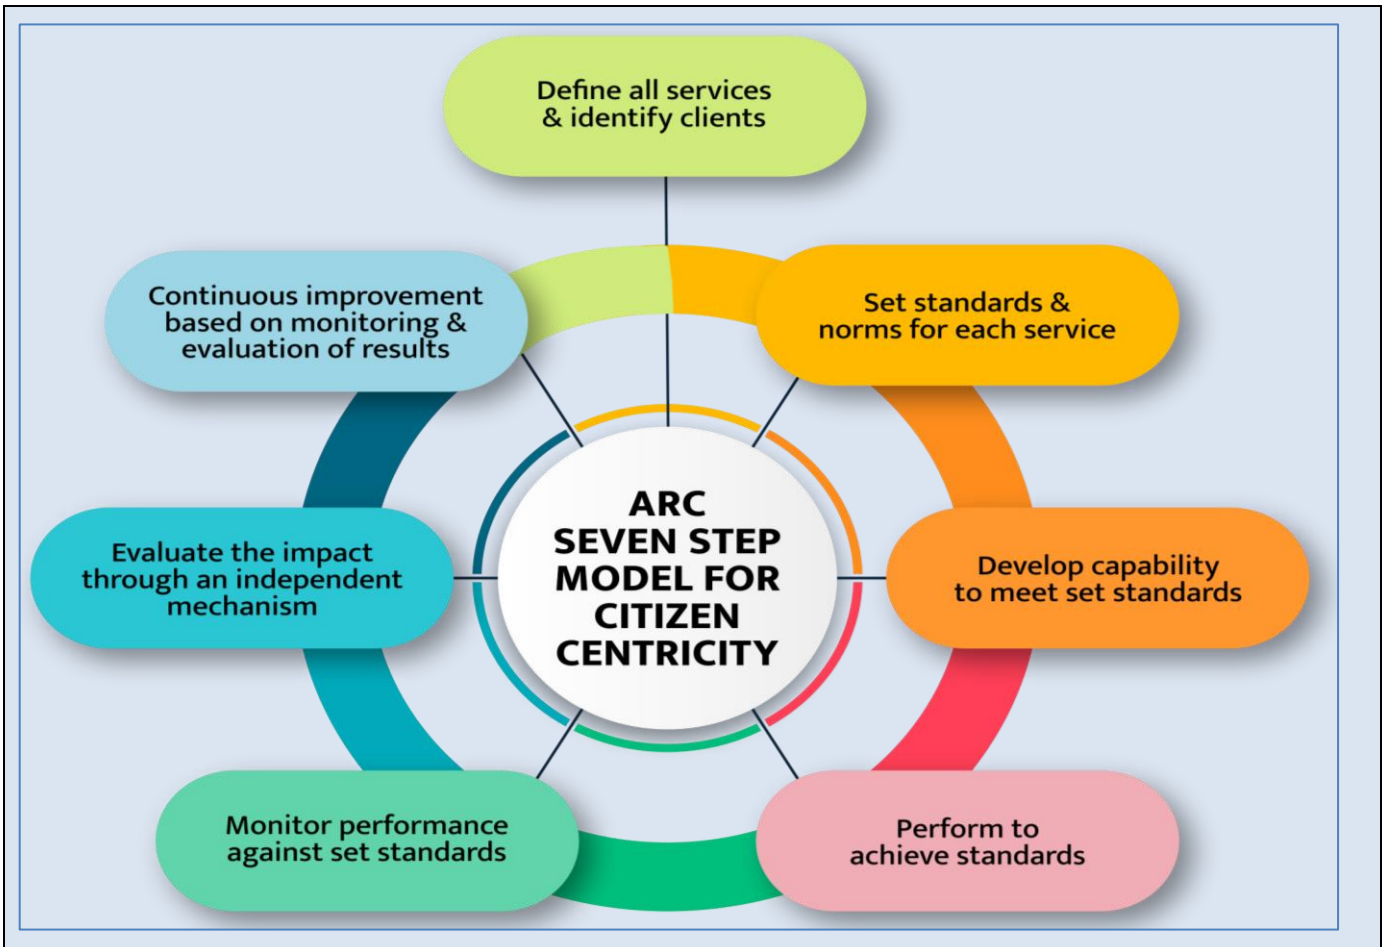 Define all services
& identify clients
Set standards &
norms for each service
Develop capability
to meet set standards
Perform to
achieve standards
Monitor performance
against set standards
Evaluate the impact
through an independent
mechanism
Continuous improvement
based on monitoring &
evaluation of results
ARC
SEVEN STEP
MODEL FOR
CITIZEN
CENTRICITY